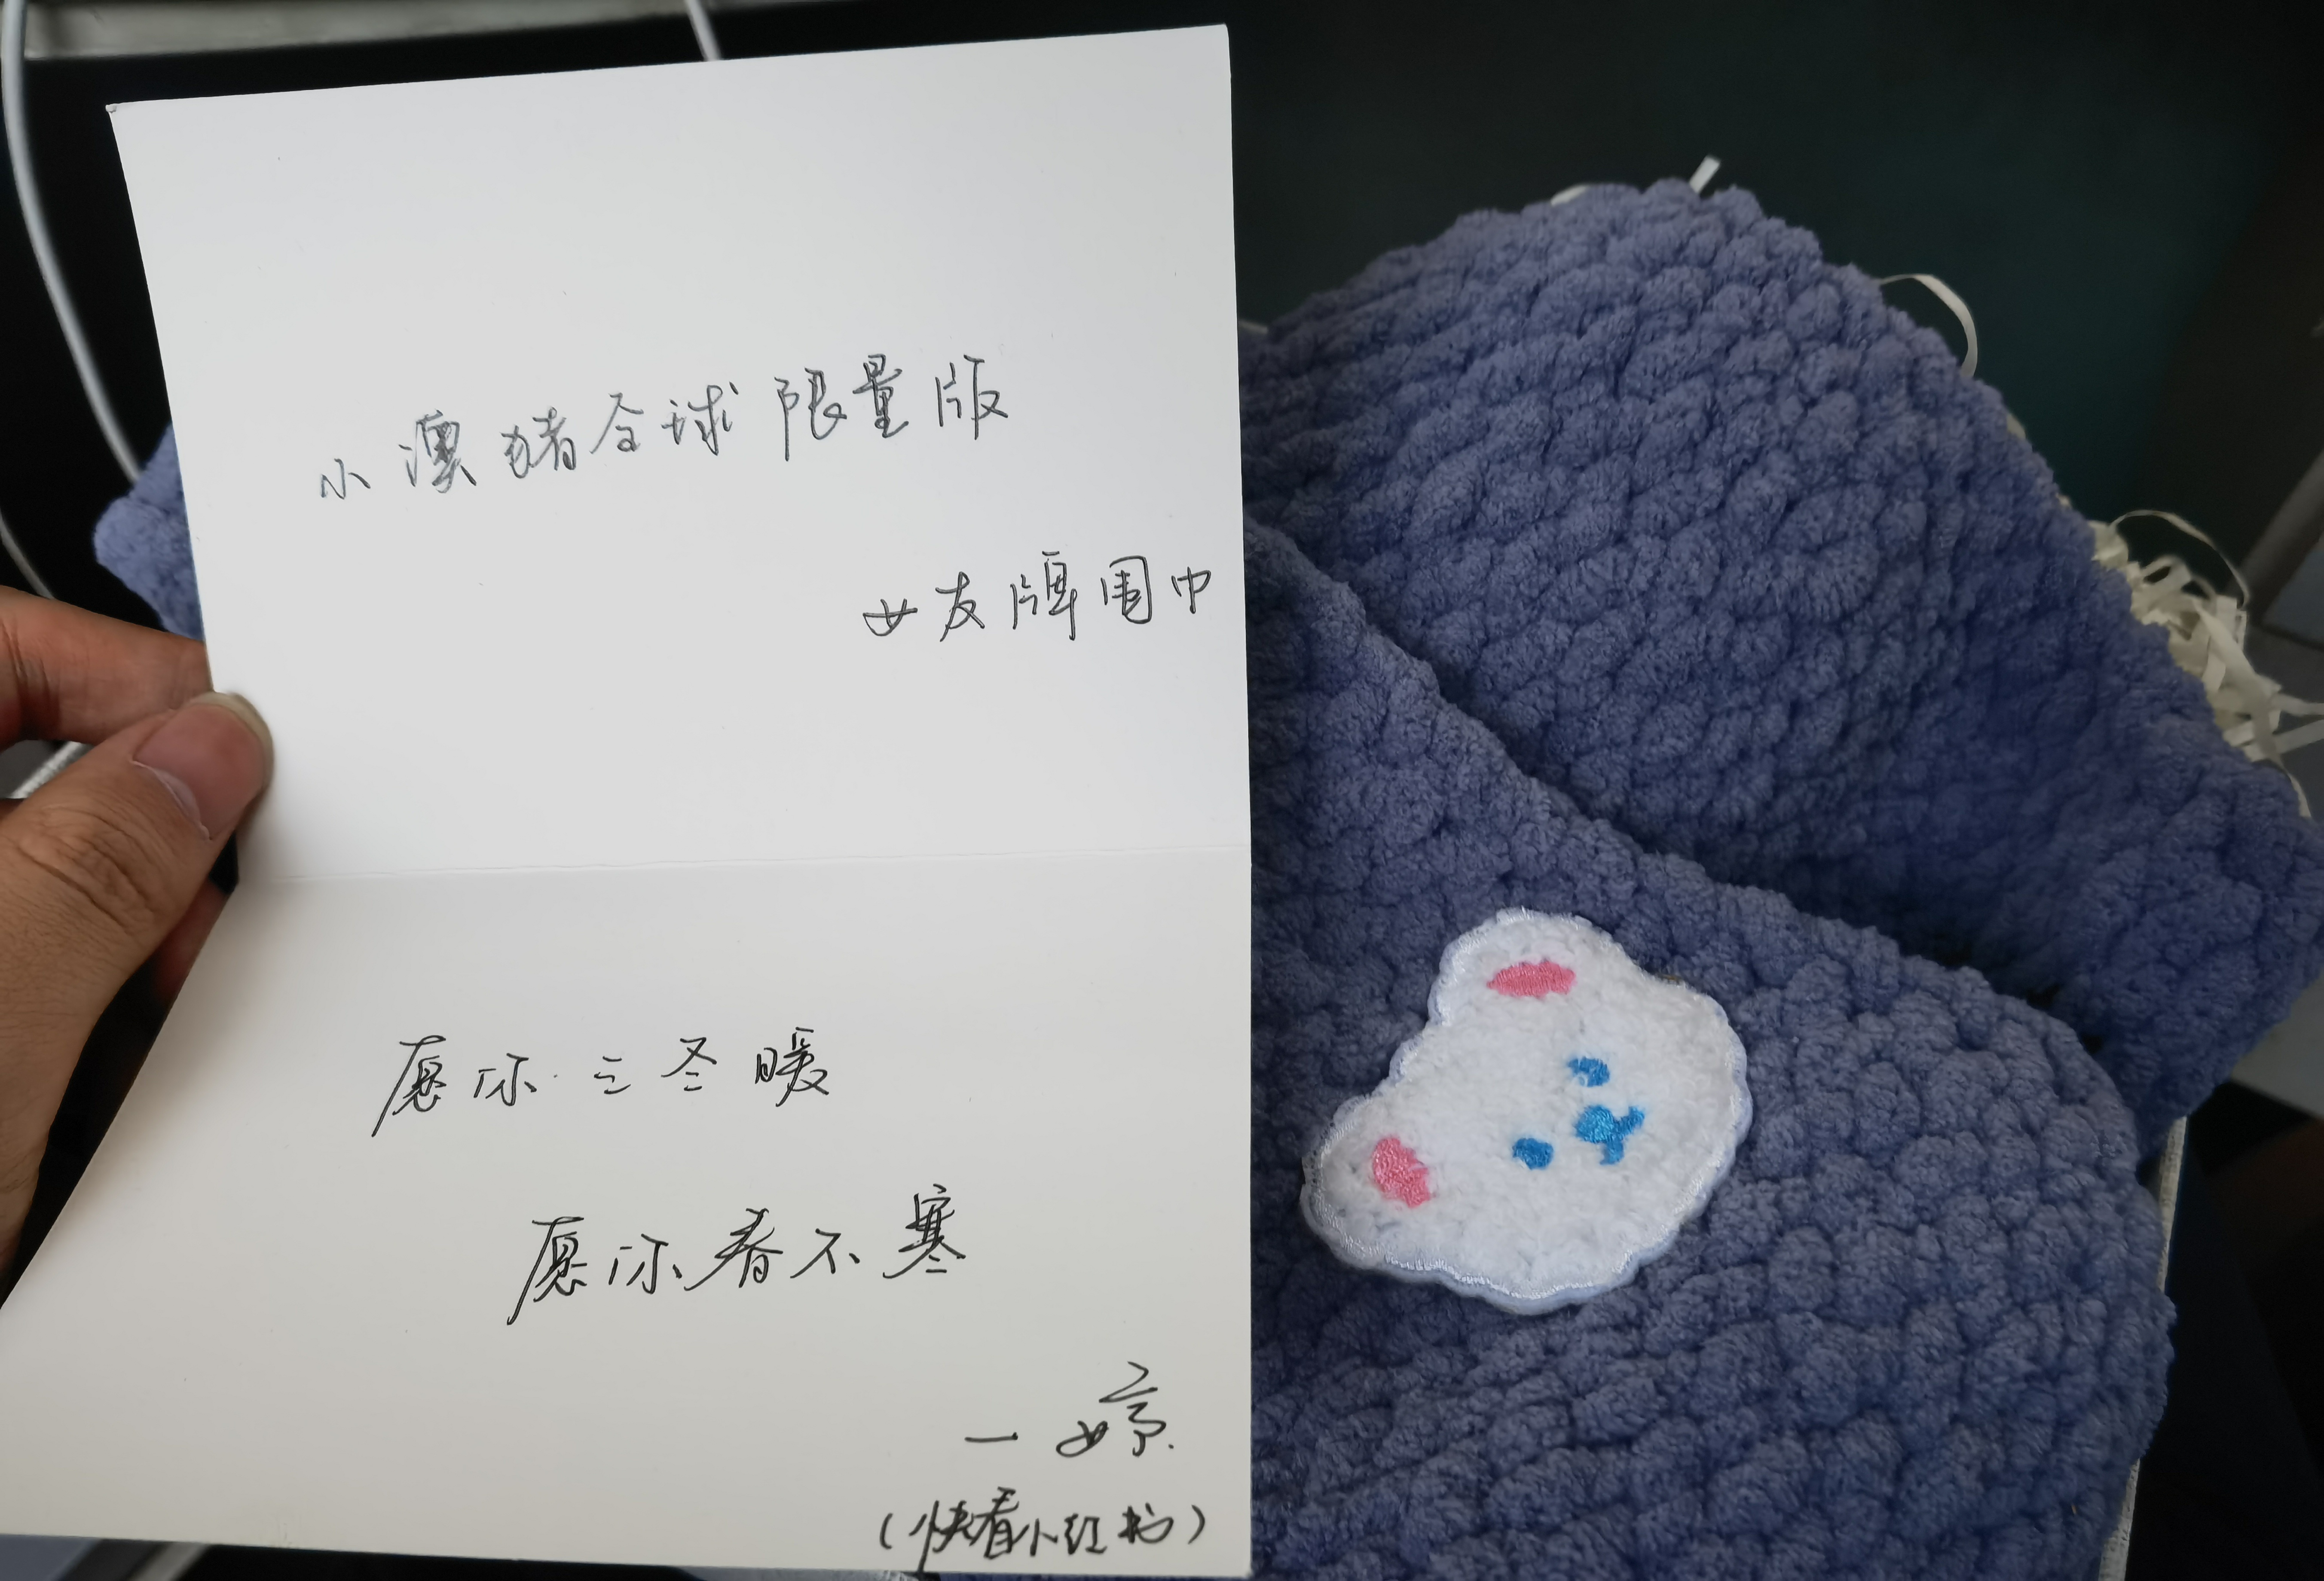 小澳猪全球限量版
女友牌围巾
愿你三冬暖
愿你春不寒
一婷
(快看小红书)